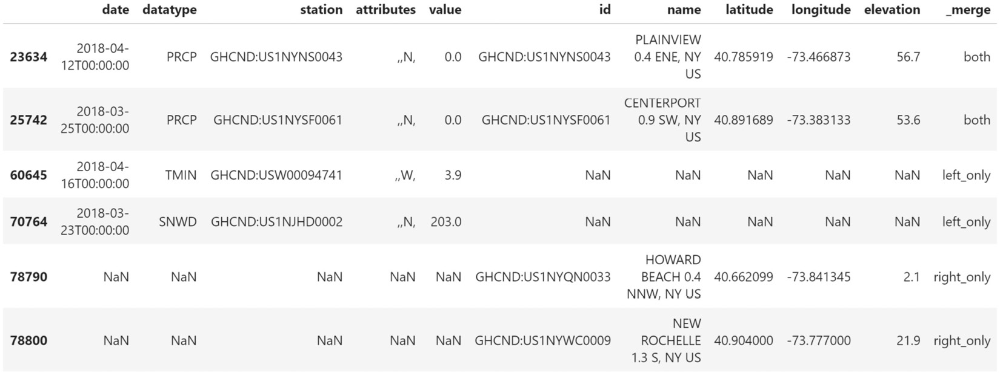 date datatype station attributes value id name latitude longitude elevation _merge
23634 2018-04-12T00:00:00 PRCP GHCND:US1NYNS0043 ,,N, 0.0 GHCND:US1NYNS0043 PLAINVIEW 0.4 ENE, NY US 40.785919 -73.466873 56.7 both
25742 2018-03-25T00:00:00 PRCP GHCND:US1NYSF0061 ,,N, 0.0 GHCND:US1NYSF0061 CENTERPORT 0.9 SW, NY US 40.891689 -73.383133 53.6 both
60645 2018-04-16T00:00:00 TMIN GHCND:USW00094741 ,,W, 3.9 NaN NaN NaN NaN NaN left_only
70764 2018-03-23T00:00:00 SNWD GHCND:US1NJHD0002 ,,N, 203.0 NaN NaN NaN NaN NaN left_only
78790 NaN NaN NaN NaN NaN GHCND:US1NYQN0033 HOWARD BEACH 0.4 NNW, NY US 40.662099 -73.841345 2.1 right_only
78800 NaN NaN NaN NaN NaN GHCND:US1NYWC0009 NEW ROCHELLE 1.3 S, NY US 40.904000 -73.777000 21.9 right_only